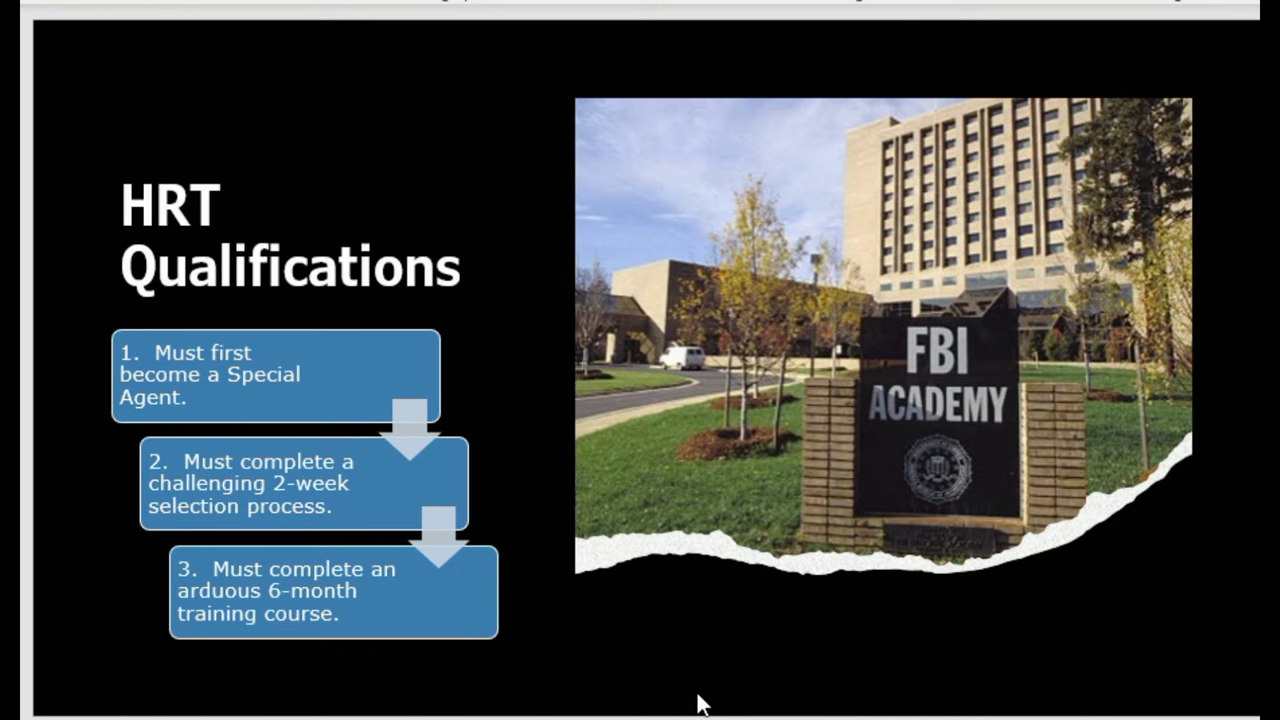 HRT
Qualifications
1. Must first
become a Special
Agent.
2. Must complete a
challenging 2-week
selection process.
3. Must complete an
arduous 6-month
training course.
FBI
ACADEMY